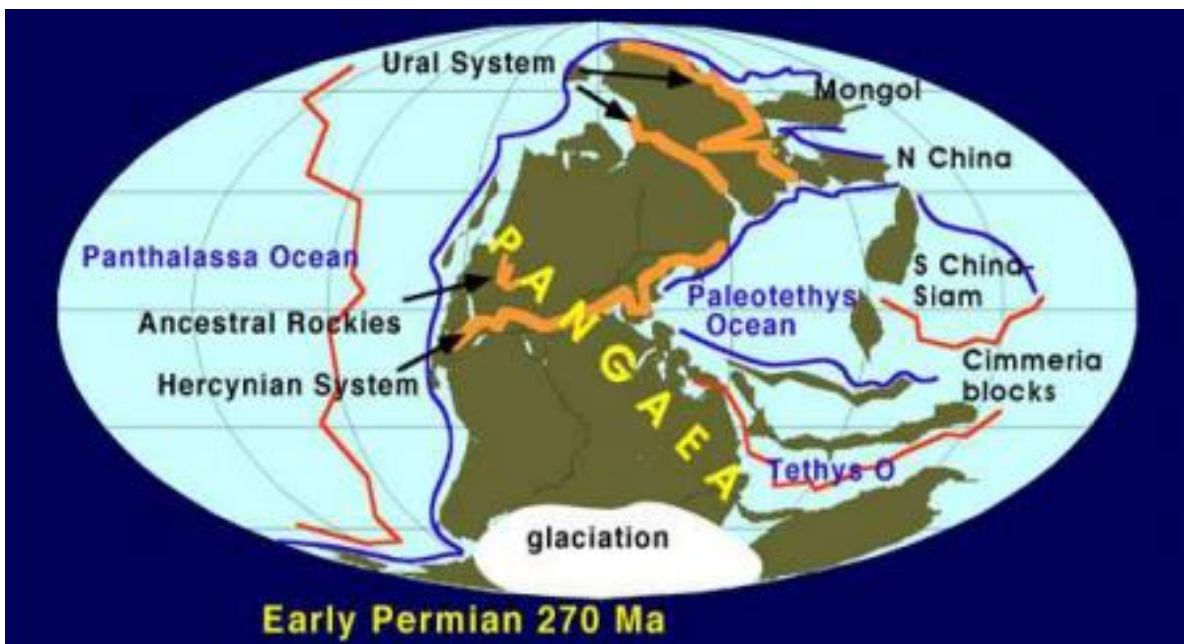 Ural System
Mongol
N China
Panthalassa Ocean
PANGAEA
S China-
Siam
Paleotethys
Ocean
Ancestral Rockies
Hercynian System
Cimmeria
blocks
Tethys O
glaciation
Early Permian 270 Ma